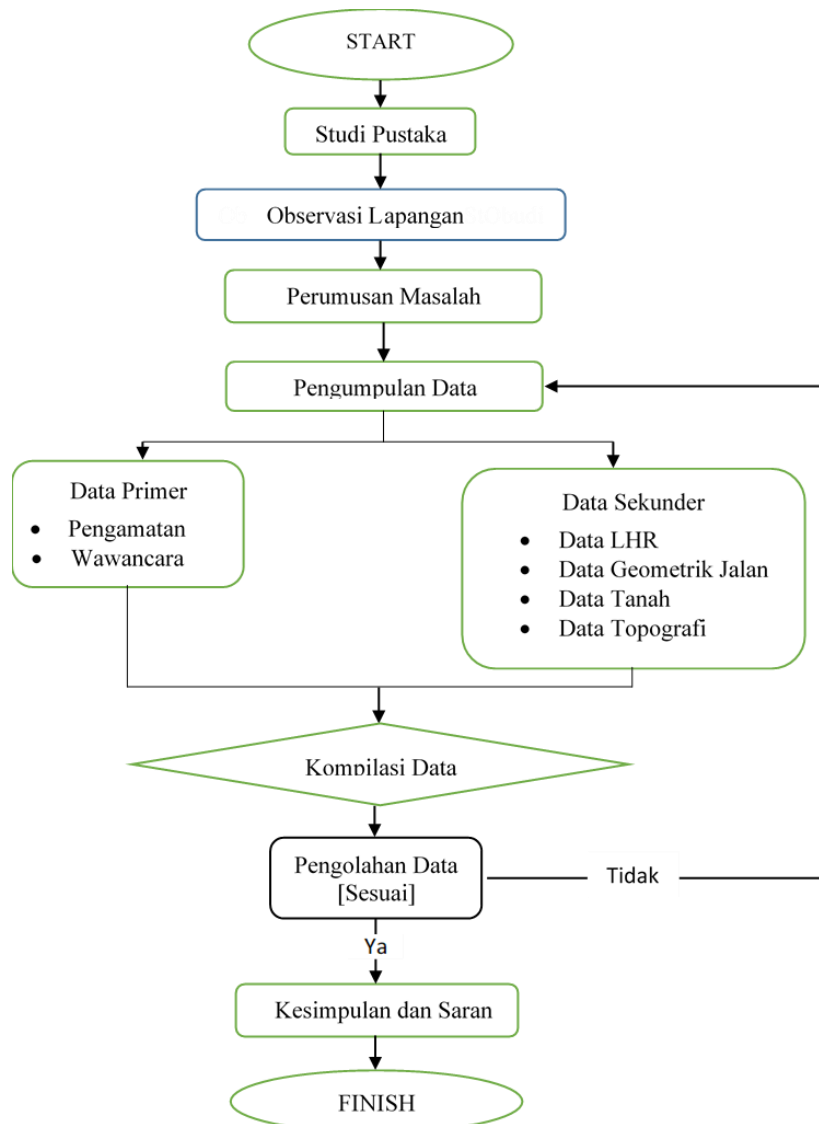 START
Studi Pustaka
Observasi Lapangan
Perumusan Masalah
Pengumpulan Data
Data Primer
• Pengamatan
• Wawancara
Data Sekunder
• Data LHR
• Data Geometrik Jalan
• Data Tanah
• Data Topografi
Kompilasi Data
Pengolahan Data
[Sesuai]
Tidak
Ya
Kesimpulan dan Saran
FINISH